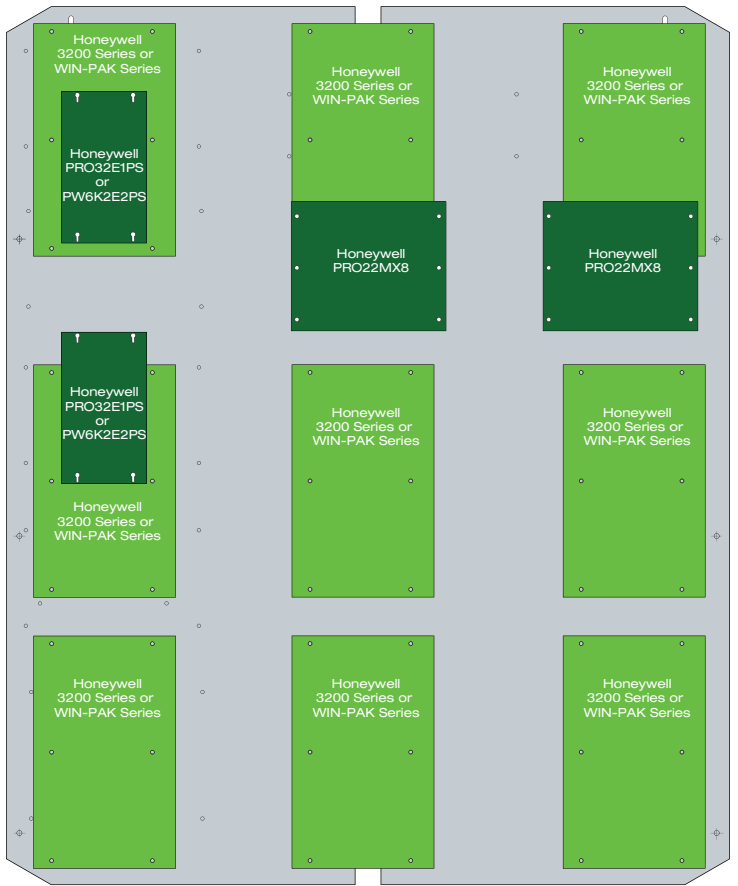 Honeywell
3200 Series or
WIN-PAK Series
Honeywell
PRO32E1PS
or
PW6K2E2PS
Honeywell
3200 Series or
WIN-PAK Series
Honeywell
PRO22MX8
Honeywell
3200 Series or
WIN-PAK Series
Honeywell
PRO22MX8
Honeywell
PRO32E1PS
or
PW6K2E2PS
Honeywell
3200 Series or
WIN-PAK Series
Honeywell
3200 Series or
WIN-PAK Series
Honeywell
3200 Series or
WIN-PAK Series
Honeywell
3200 Series or
WIN-PAK Series
Honeywell
3200 Series or
WIN-PAK Series
Honeywell
3200 Series or
WIN-PAK Series